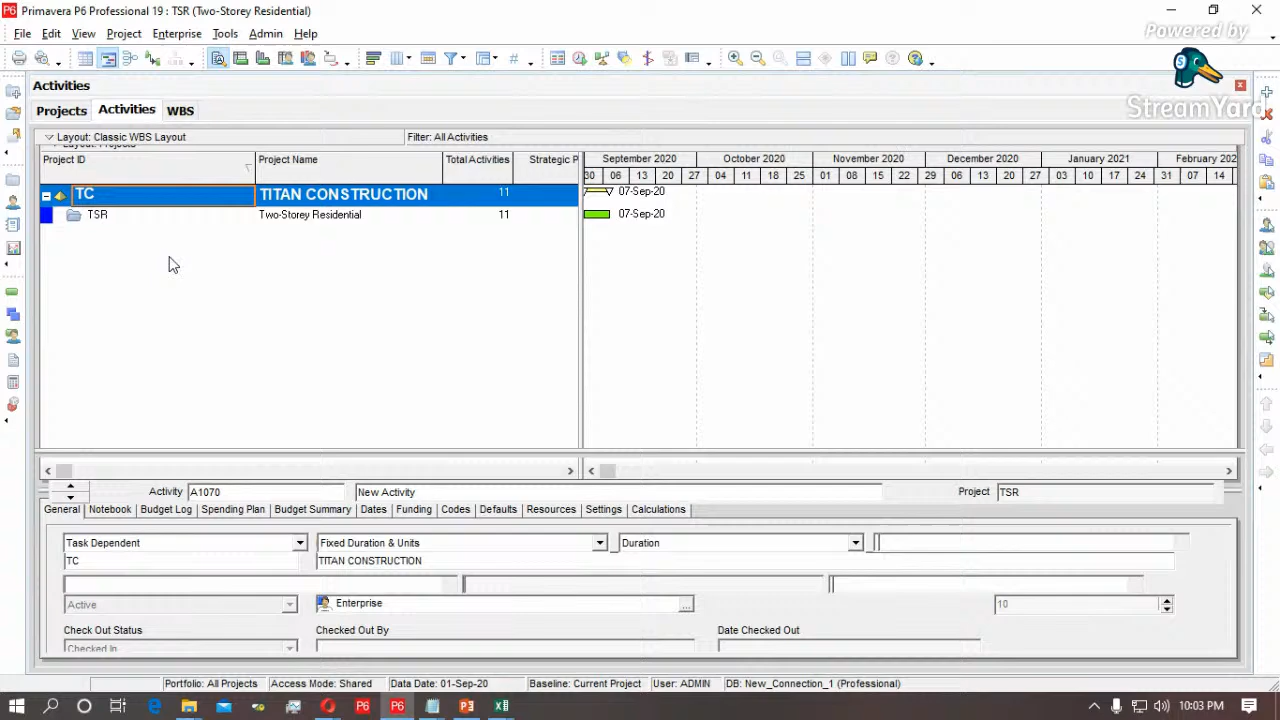 Primavera P6 Professional 19 : TSR (Two-Storey Residential)
File Edit View Project Enterprise Tools Admin Help
Powered by
StreamYard
Activities
Projects Activities WBS
Layout: Classic WBS Layout Filter: All Activities
Layout: Projects
Project ID Project Name Total Activities Strategic P
September 2020 October 2020 November 2020 December 2020 January 2021 February 202
30 06 13 20 27 04 11 18 25 01 08 15 22 29 06 13 20 27 03 10 17 24 31 07 14
TC TITAN CONSTRUCTION 11 07-Sep-20
TSR Two-Storey Residential 11 07-Sep-20
Activity A1070 New Activity Project TSR
General Notebook Budget Log Spending Plan Budget Summary Dates Funding Codes Defaults Resources Settings Calculations
Task Dependent Fixed Duration & Units Duration
TC TITAN CONSTRUCTION
Active Enterprise ... 10
Check Out Status Checked Out By Date Checked Out
Checked In
Portfolio: All Projects Access Mode: Shared Data Date: 01-Sep-20 Baseline: Current Project User: ADMIN DB: New_Connection_1 (Professional)
10:03 PM